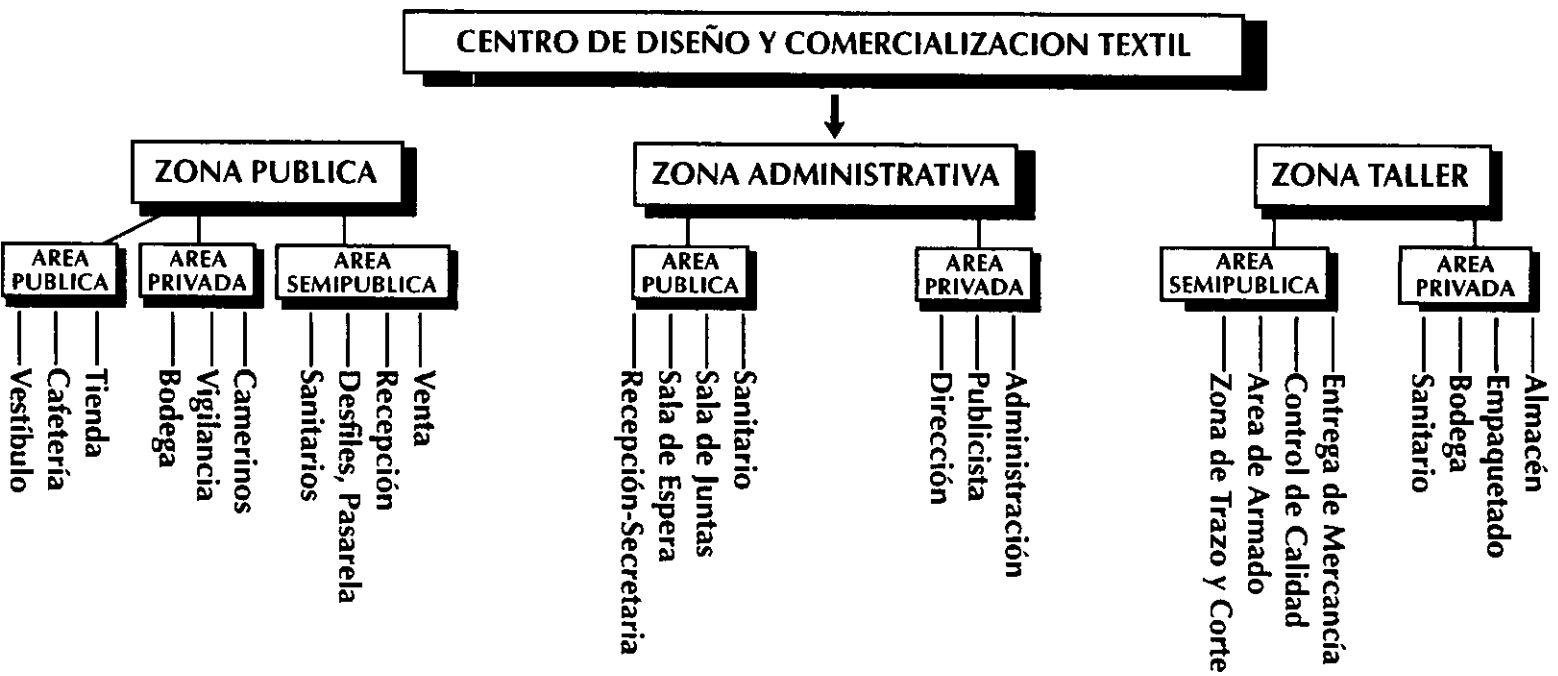 CENTRO DE DISEÑO Y COMERCIALIZACION TEXTIL
ZONA PUBLICA
ZONA ADMINISTRATIVA
ZONA TALLER
AREA
PUBLICA
AREA
PRIVADA
AREA
SEMIPUBLICA
AREA
PUBLICA
AREA
PRIVADA
AREA
SEMIPUBLICA
AREA
PRIVADA
Vestíbulo
Cafetería
Tienda
Bodega
Vigilancia
Camerinos
Sanitarios
Desfiles, Pasarela
Recepción
Venta
Recepción-Secretaria
Sala de Espera
Sala de Juntas
Sanitario
Dirección
Publicista
Administración
Zona de Trazo y Corte
Area de Armado
Control de Calidad
Entrega de Mercancía
Sanitario
Bodega
Empaquetado
Almacén